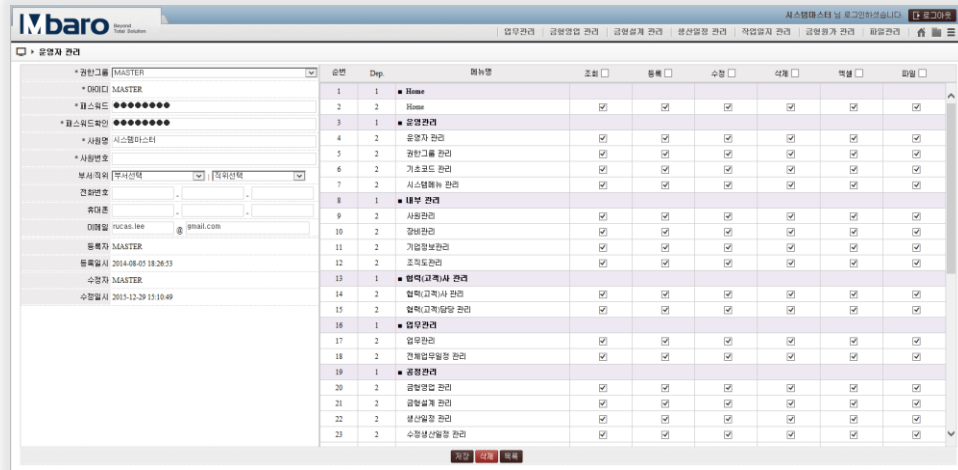 시스템마스터 님 로그인하셨습니다. 로그아웃
Mbaro Beyond Total Solution
업무관리 | 금형영업 관리 | 금형설계 관리 | 생산일정 관리 | 작업일지 관리 | 금형원가 관리 | 파일관리
운영자 관리
* 권한그룹 MASTER
* 아이디 MASTER
* 패스워드 ●●●●●●●●
* 패스워드확인 ●●●●●●●●
* 사원명 시스템마스터
* 사원번호
부서/직위 부서선택 | 직위선택
전화번호 - -
휴대폰 - -
이메일 rucas.lee @ gmail.com
등록자 MASTER
등록일시 2014-08-05 18:26:53
수정자 MASTER
수정일시 2015-12-29 15:10:49
순번 Dep. 메뉴명 조회 등록 수정 삭제 엑셀 파일
1 1 ■ Home
2 2 Home
3 1 ■ 운영관리
4 2 운영자 관리
5 2 권한그룹 관리
6 2 기초코드 관리
7 2 시스템메뉴 관리
8 1 ■ 내부 관리
9 2 사원관리
10 2 장비관리
11 2 기업정보관리
12 2 조직도관리
13 1 ■ 협력(고객)사 관리
14 2 협력(고객)사 관리
15 2 협력(고객)담당 관리
16 1 ■ 업무관리
17 2 업무관리
18 2 전체업무일정 관리
19 1 ■ 공정관리
20 2 금형영업 관리
21 2 금형설계 관리
22 2 생산일정 관리
23 2 수정생산일정 관리
저장 삭제 목록